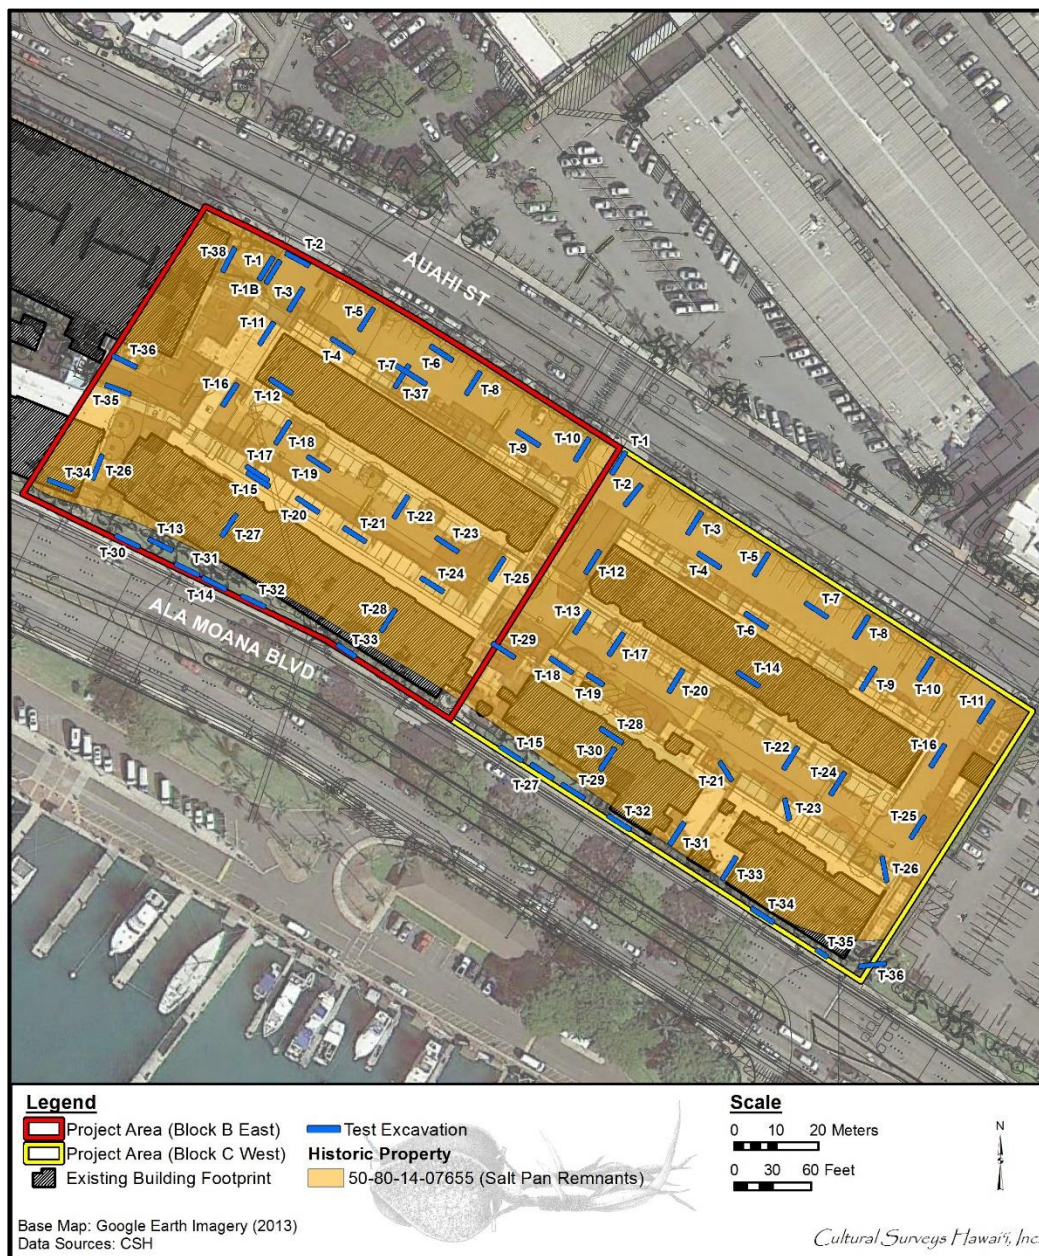 T-38
T-1
T-2
T-1B
T-3
AUAHI ST
T-11
T-5
T-4
T-6
T-7
T-36
T-37
T-8
T-35
T-16
T-12
T-9
T-10
T-1
T-18
T-17
T-19
T-2
T-34
T-26
T-15
T-20
T-22
T-3
T-21
T-23
T-4
T-5
T-13
T-27
T-30
T-31
T-25
T-12
T-24
T-7
T-14
T-32
T-28
T-13
T-6
T-8
ALA MOANA BLVD
T-33
T-29
T-17
T-18
T-14
T-9
T-10
T-19
T-20
T-11
T-28
T-15
T-30
T-22
T-16
T-27
T-29
T-21
T-24
T-32
T-23
T-25
T-31
T-33
T-26
T-34
T-35
T-36
Legend
Project Area (Block B East)
Project Area (Block C West)
Existing Building Footprint
Test Excavation
Historic Property
50-80-14-07655 (Salt Pan Remnants)
Scale
0 10 20 Meters
0 30 60 Feet
N
Base Map: Google Earth Imagery (2013)
Data Sources: CSH
Cultural Surveys Hawaiʻi, Inc.